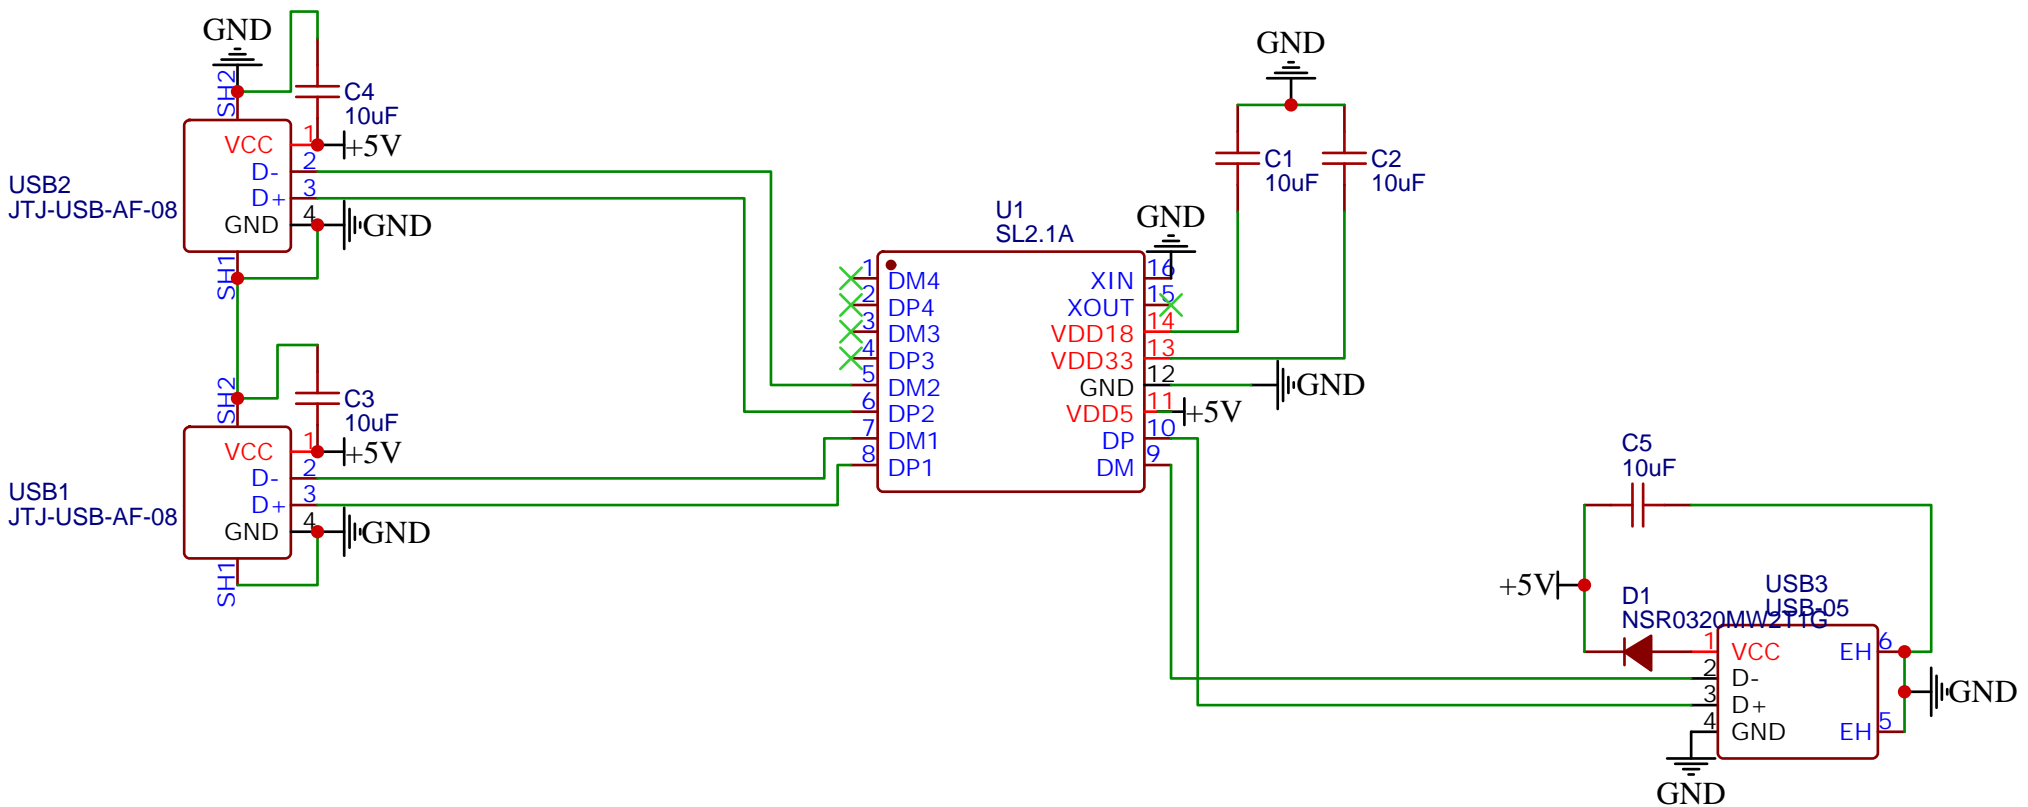 GND
SH2
C4
10uF
1
+5V
VCC
2
D-
3
D+
4
GND
GND
USB2
JTJ-USB-AF-08
SH1
SH2
C3
10uF
1
+5V
VCC
2
D-
3
D+
4
GND
GND
USB1
JTJ-USB-AF-08
SH1
GND
C1
10uF
C2
10uF
GND
U1
SL2.1A
1
DM4
2
DP4
3
DM3
4
DP3
5
DM2
6
DP2
7
DM1
8
DP1
16
XIN
15
XOUT
14
VDD18
13
VDD33
12
GND
GND
11
VDD5
+5V
10
DP
9
DM
C5
10uF
+5V
D1
NSR0320MW2T1G
USB3
USB-05
1
VCC
2
D-
3
D+
4
GND
EH
6
EH
5
GND
GND